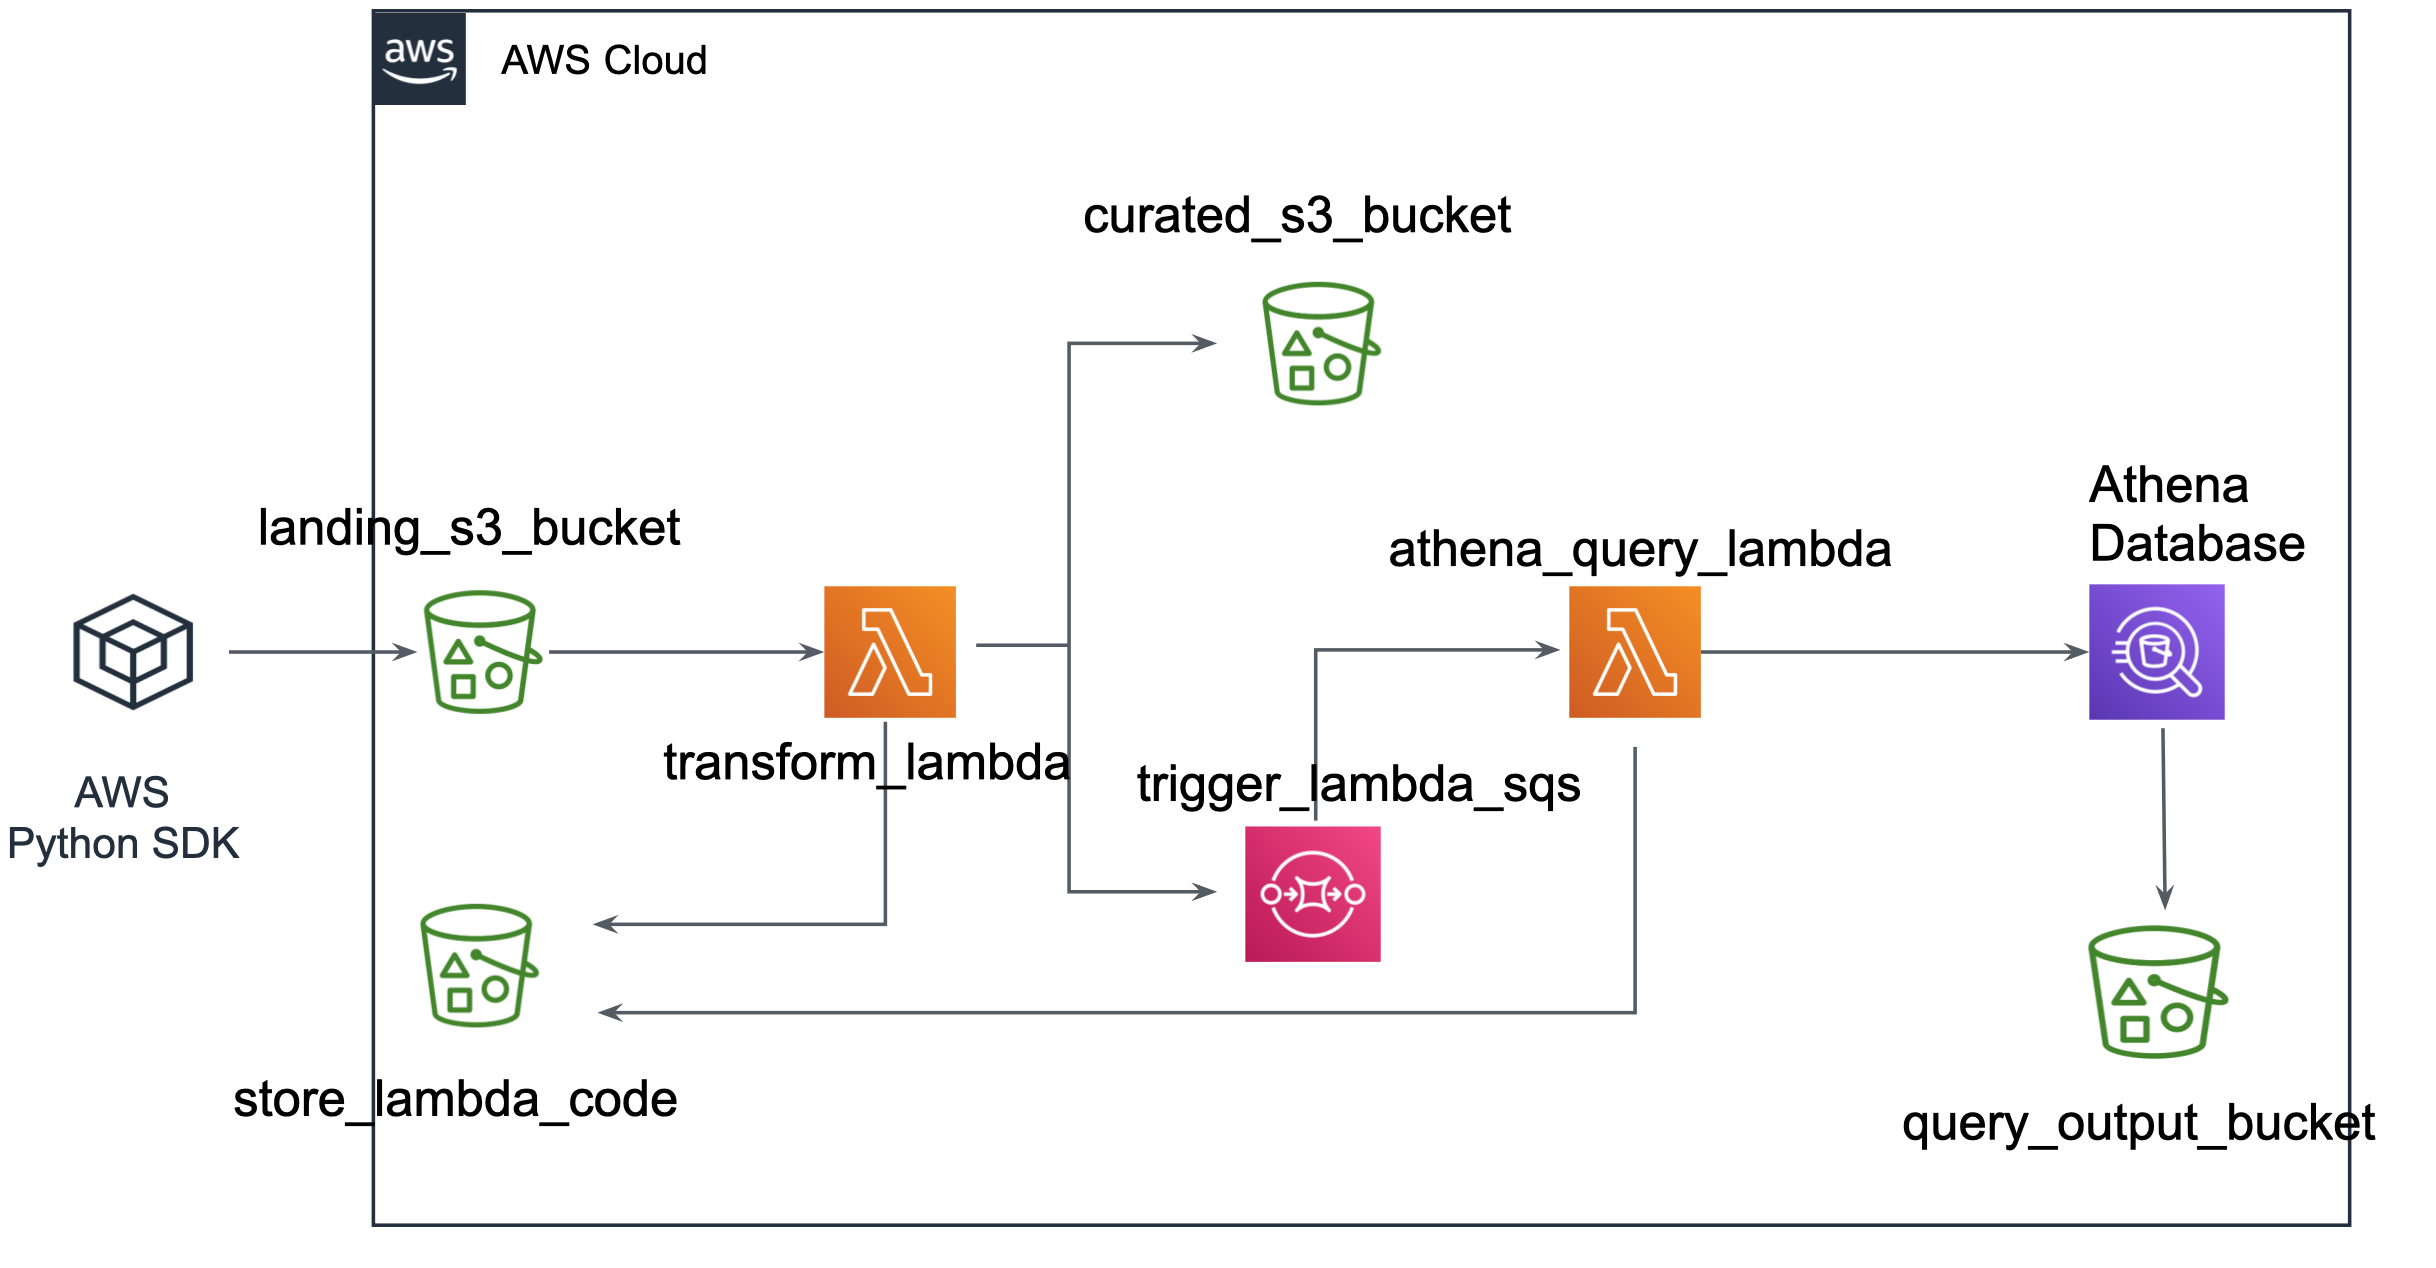 aws
AWS Cloud
curated_s3_bucket
landing_s3_bucket
Athena
Database
athena_query_lambda
transform_lambda
trigger_lambda_sqs
AWS
Python SDK
store_lambda_code
query_output_bucket